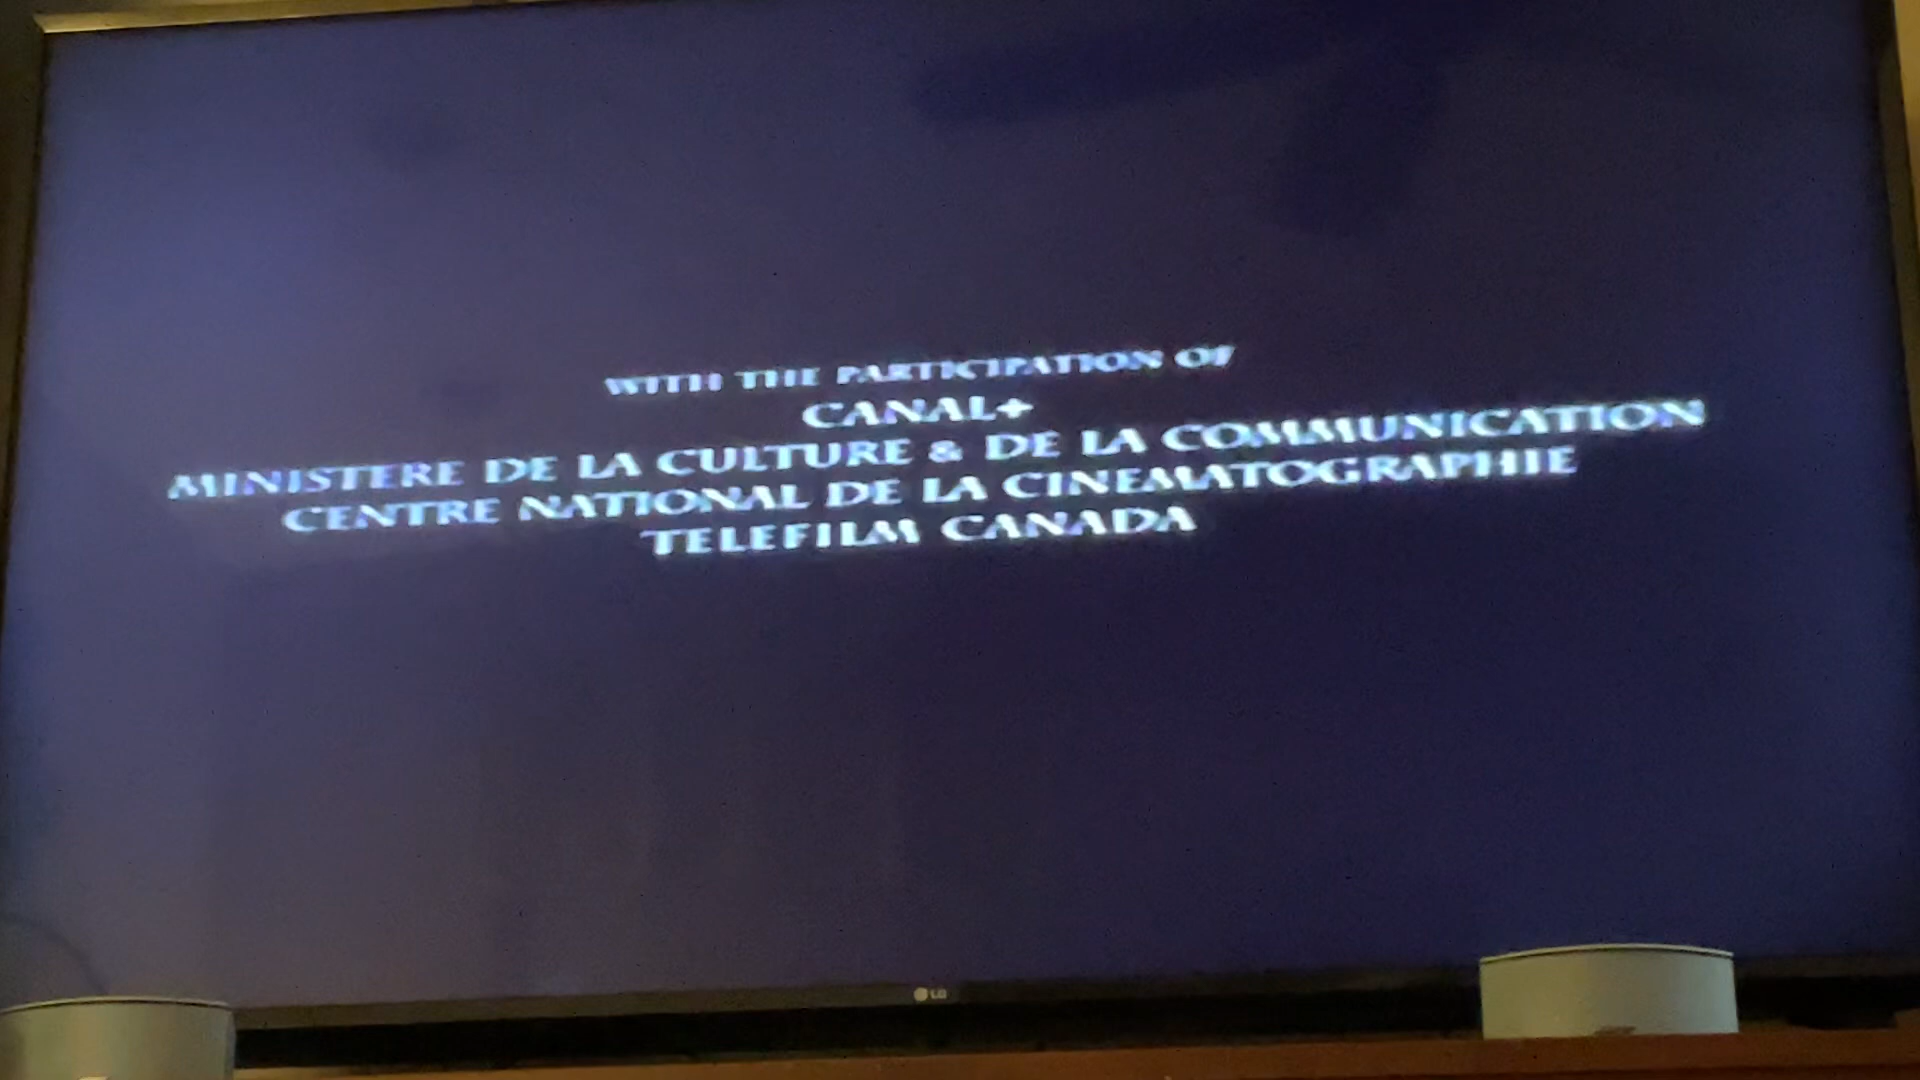 WITH THE PARTICIPATION OF
CANAL+
MINISTERE DE LA CULTURE & DE LA COMMUNICATION
CENTRE NATIONAL DE LA CINEMATOGRAPHIE
TELEFILM CANADA
LG